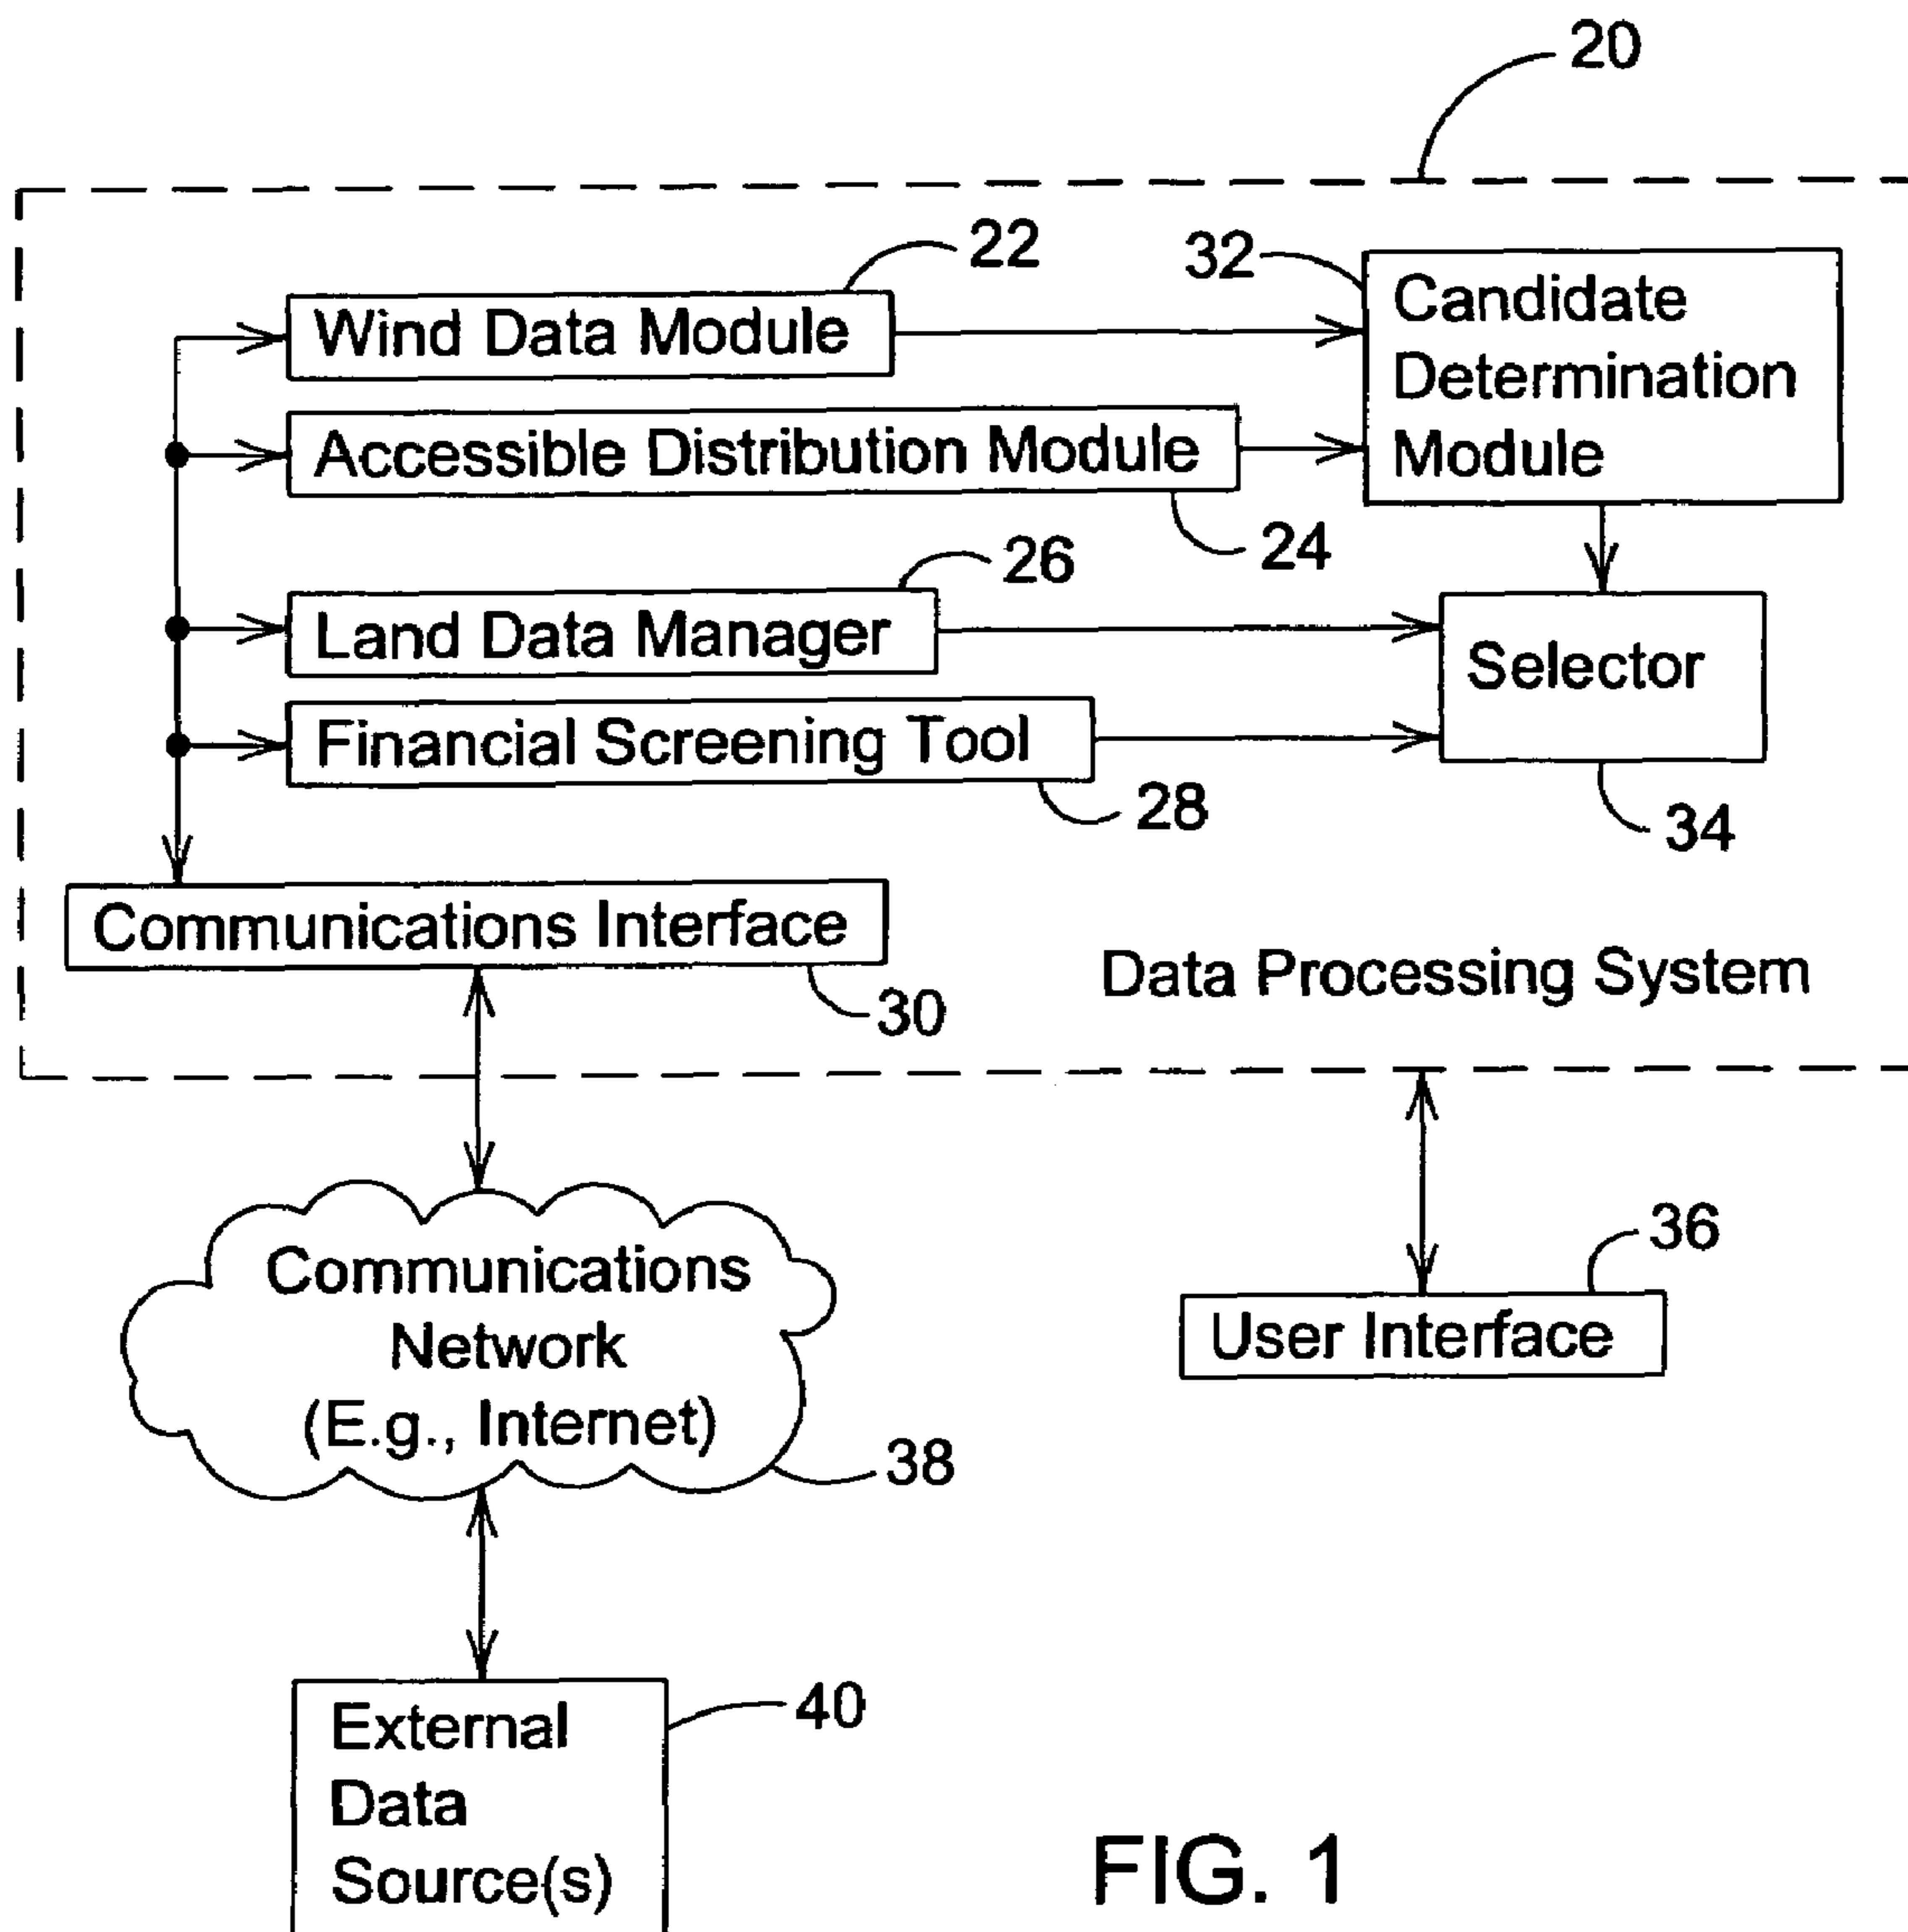 20
22
32
Wind Data Module
Candidate
Determination
Module
Accessible Distribution Module
24
26
Land Data Manager
Selector
Financial Screening Tool
28
34
Communications Interface
30
Data Processing System
Communications
Network
(E.g., Internet)
38
36
User Interface
40
External
Data
Source(s)
FIG. 1